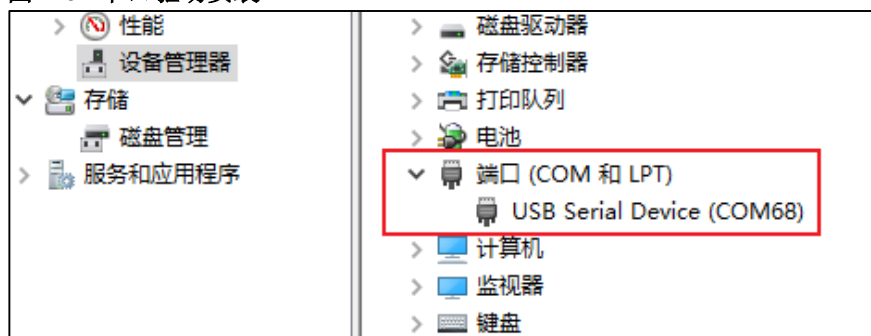 性能
设备管理器
存储
磁盘管理
服务和应用程序
磁盘驱动器
存储控制器
打印队列
电池
端口 (COM 和 LPT)
USB Serial Device (COM68)
计算机
监视器
键盘